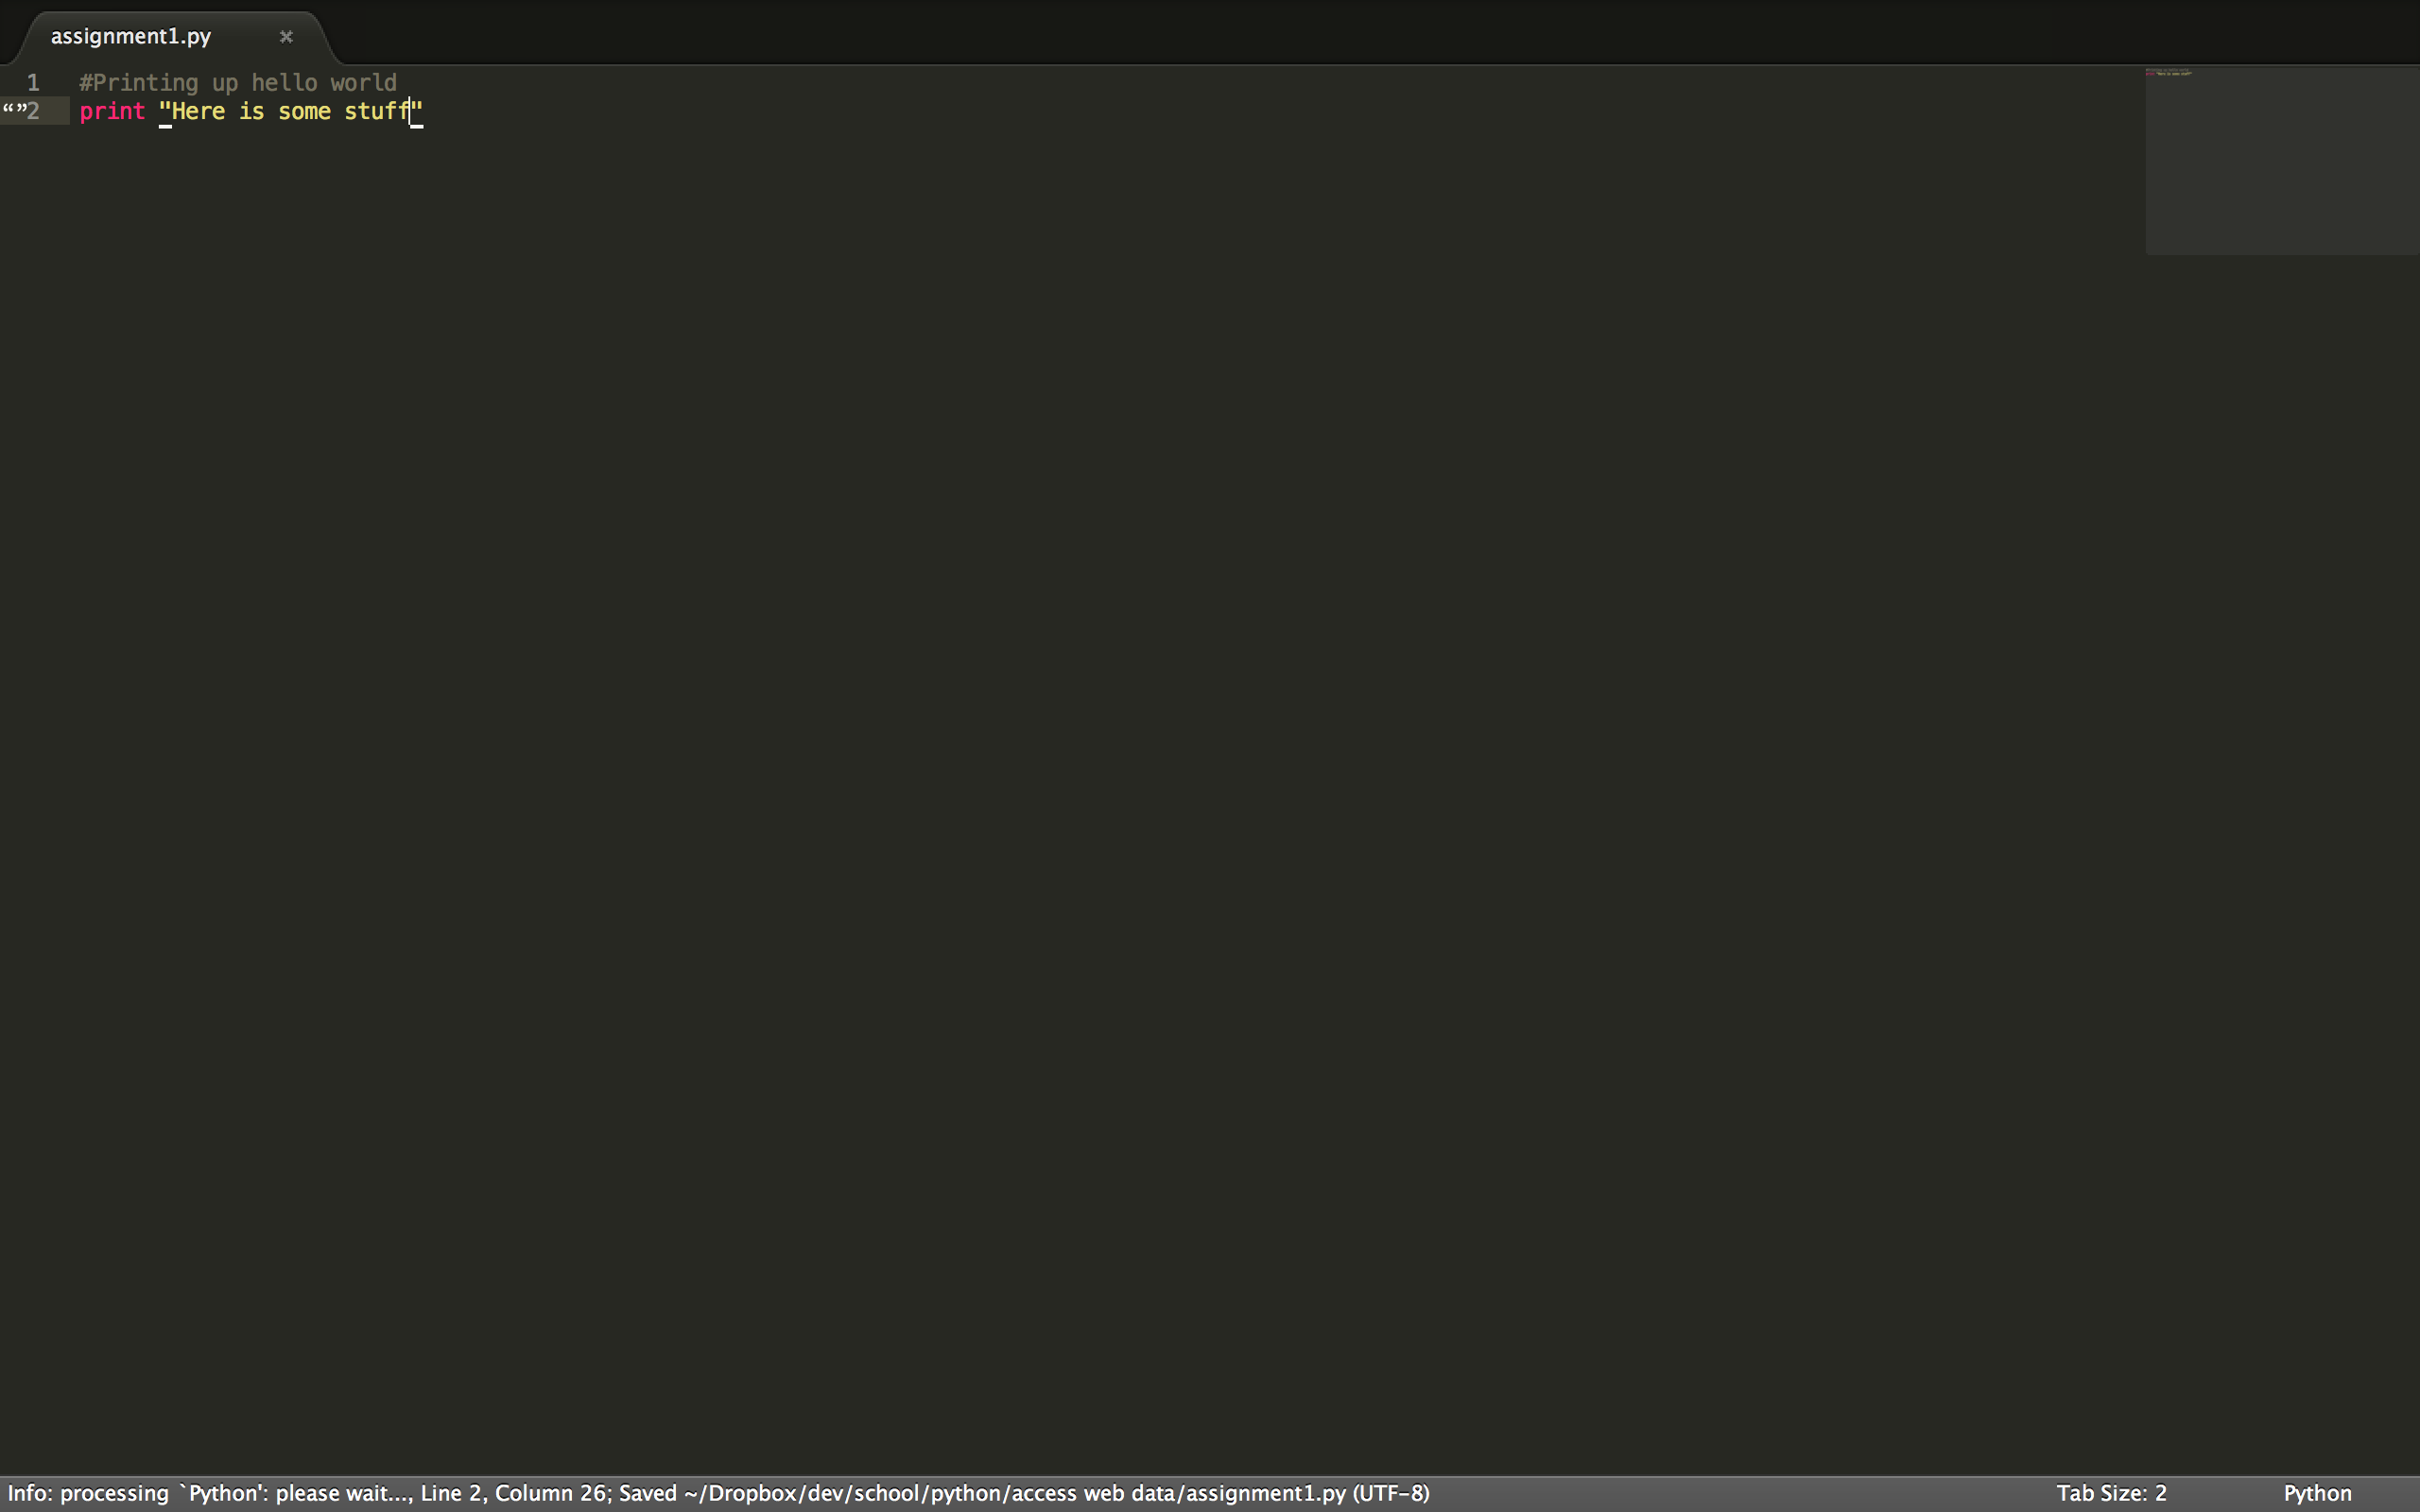 assignment1.py ×
1 #Printing up hello world
“”2 print "Here is some stuff"
Info: processing `Python': please wait..., Line 2, Column 26; Saved ~/Dropbox/dev/school/python/access web data/assignment1.py (UTF-8) Tab Size: 2 Python